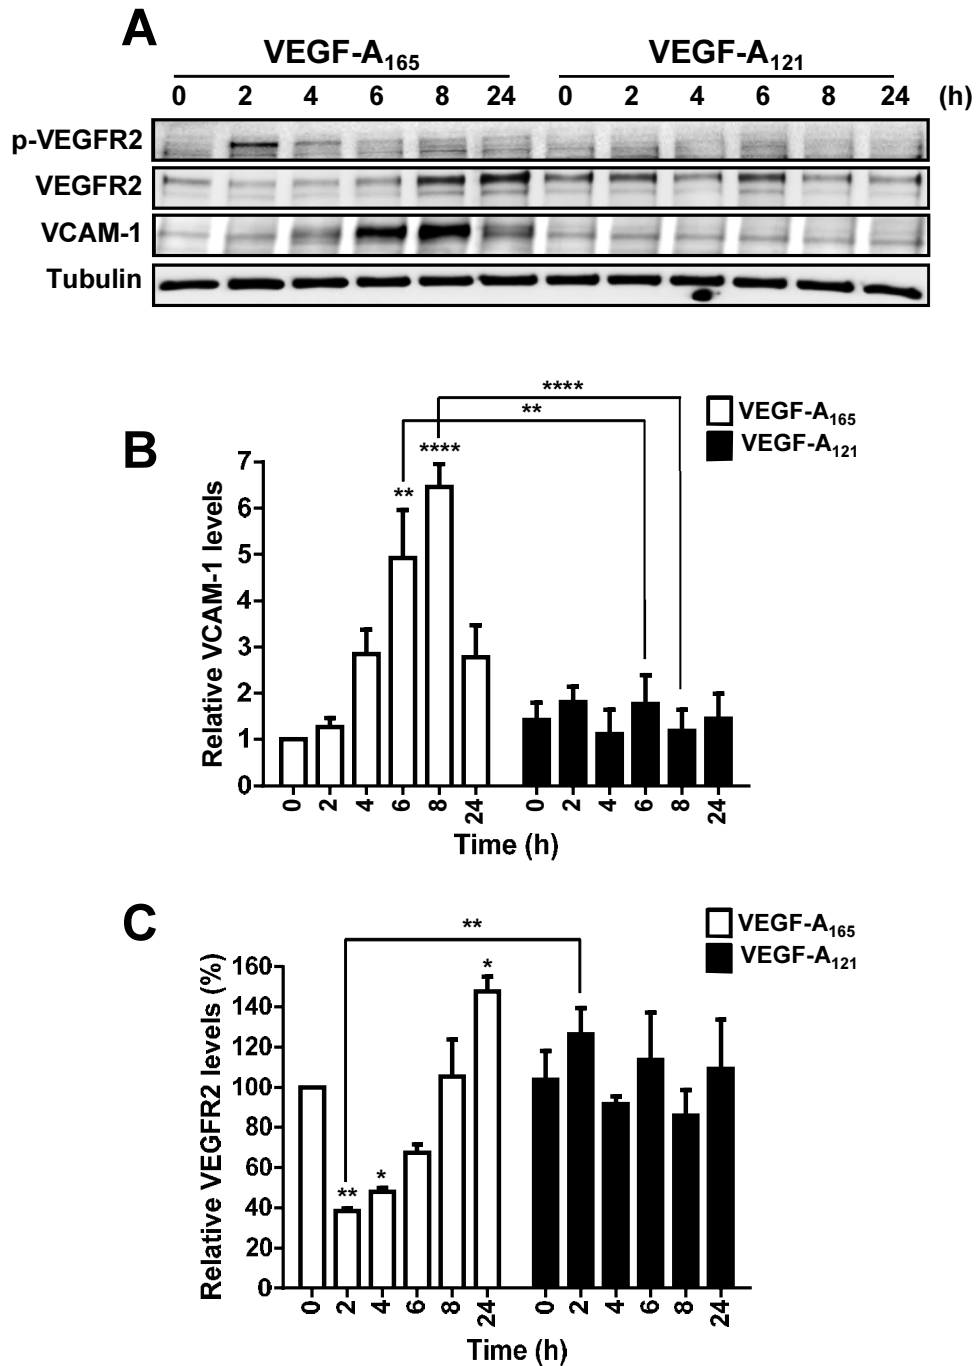 A
VEGF-A165 VEGF-A121
0 2 4 6 8 24 0 2 4 6 8 24 (h)
p-VEGFR2
VEGFR2
VCAM-1
Tubulin
B
****
**
VEGF-A165
VEGF-A121
**
****
Relative VCAM-1 levels
7
6
5
4
3
2
1
0
0 2 4 6 8 24 0 2 4 6 8 24
Time (h)
C
**
VEGF-A165
VEGF-A121
**
*
*
Relative VEGFR2 levels (%)
160
140
120
100
80
60
40
20
0
0 2 4 6 8 24 0 2 4 6 8 24
Time (h)